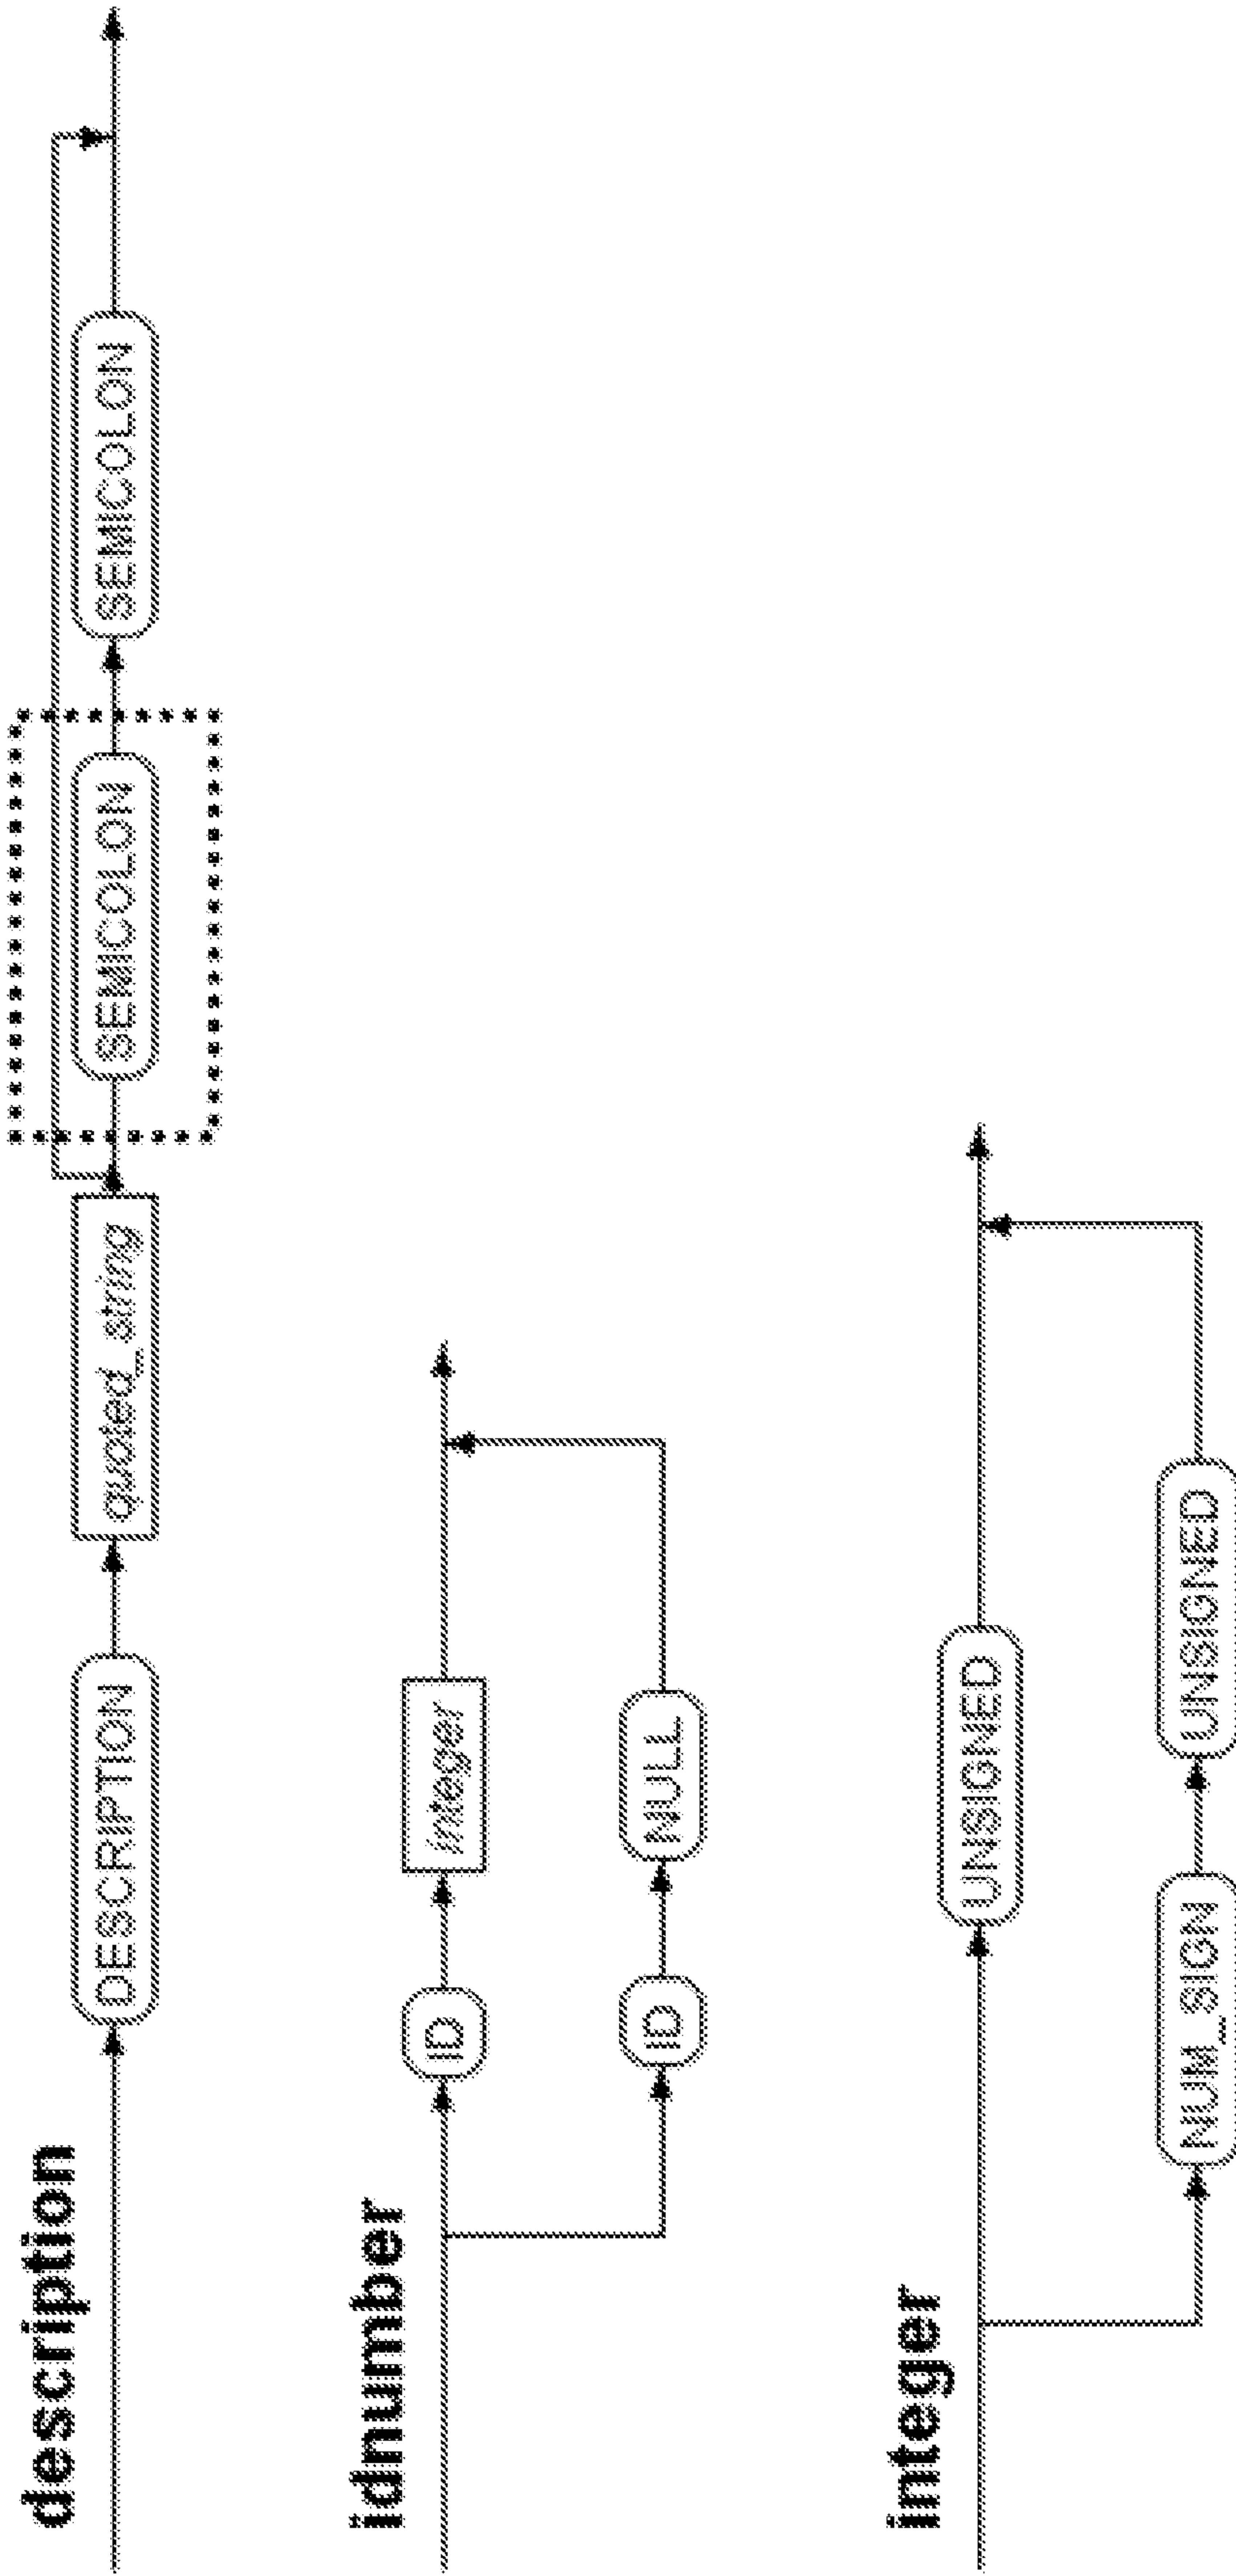 description
DESCRIPTION quoted_string SEMICOLON SEMICOLON
idnumber
ID integer
ID NULL
integer
UNSIGNED
NUM_SIGN UNSIGNED